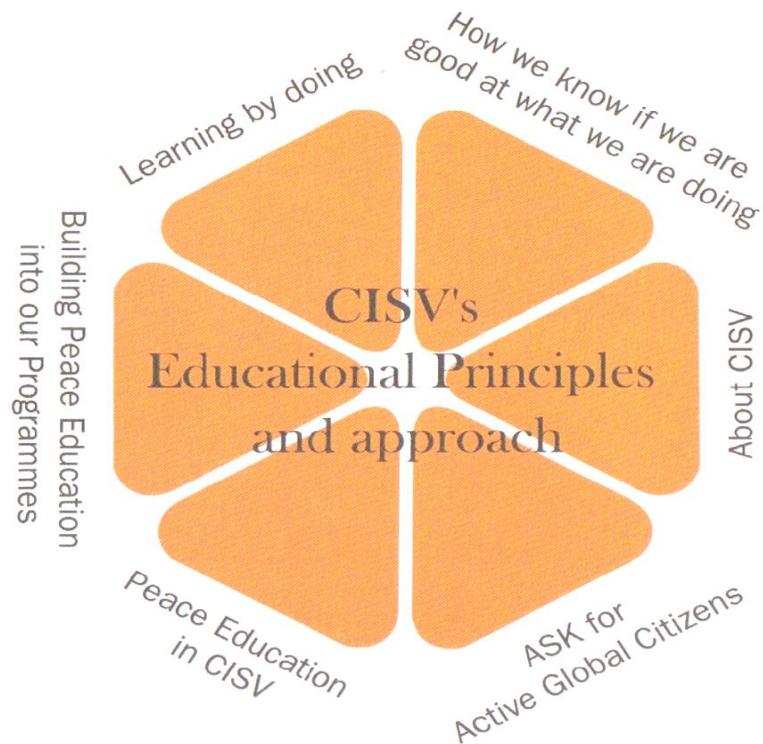 How we know if we are
good at what we are doing
Learning by doing
Building Peace Education
into our Programmes
CISV's
Educational Principles
and approach
About CISV
Peace Education
in CISV
ASK for
Active Global Citizens